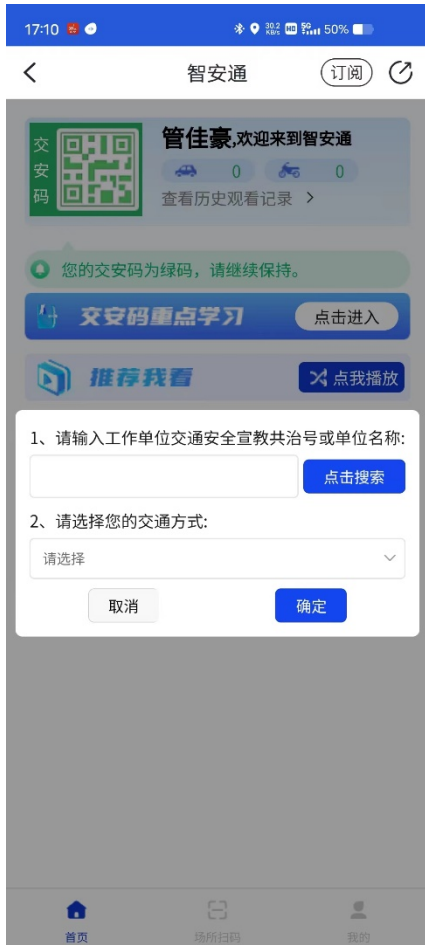 17:10 30.2 KB/s HD 5G 50%
智安通 订阅
交安码
管佳豪,欢迎来到智安通
0 0
查看历史观看记录 >
您的交安码为绿码，请继续保持。
交安码重点学习 点击进入
推荐我看 点我播放
1、请输入工作单位交通安全宣教共治号或单位名称:
点击搜索
2、请选择您的交通方式:
请选择
取消 确定
首页 场所扫码 我的